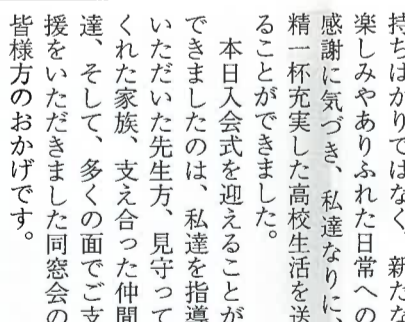 持ちばかりではなく、新たな
楽しみやありふれた日常への
感謝に気づき、私達なりに、
精一杯充実した高校生活を送
ることができました。
本日入会式を迎えることが
できましたのは、私達を指導
いただいた先生方、見守って
くれた家族、支え合った仲間
達、そして、多くの面でご支
援をいただきました同窓会の
皆様方のおかげです。